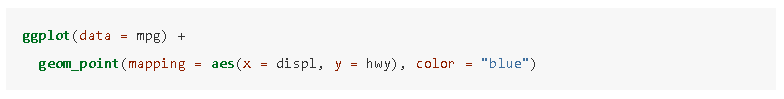 ggplot(data = mpg) +
  geom_point(mapping = aes(x = displ, y = hwy), color = "blue")